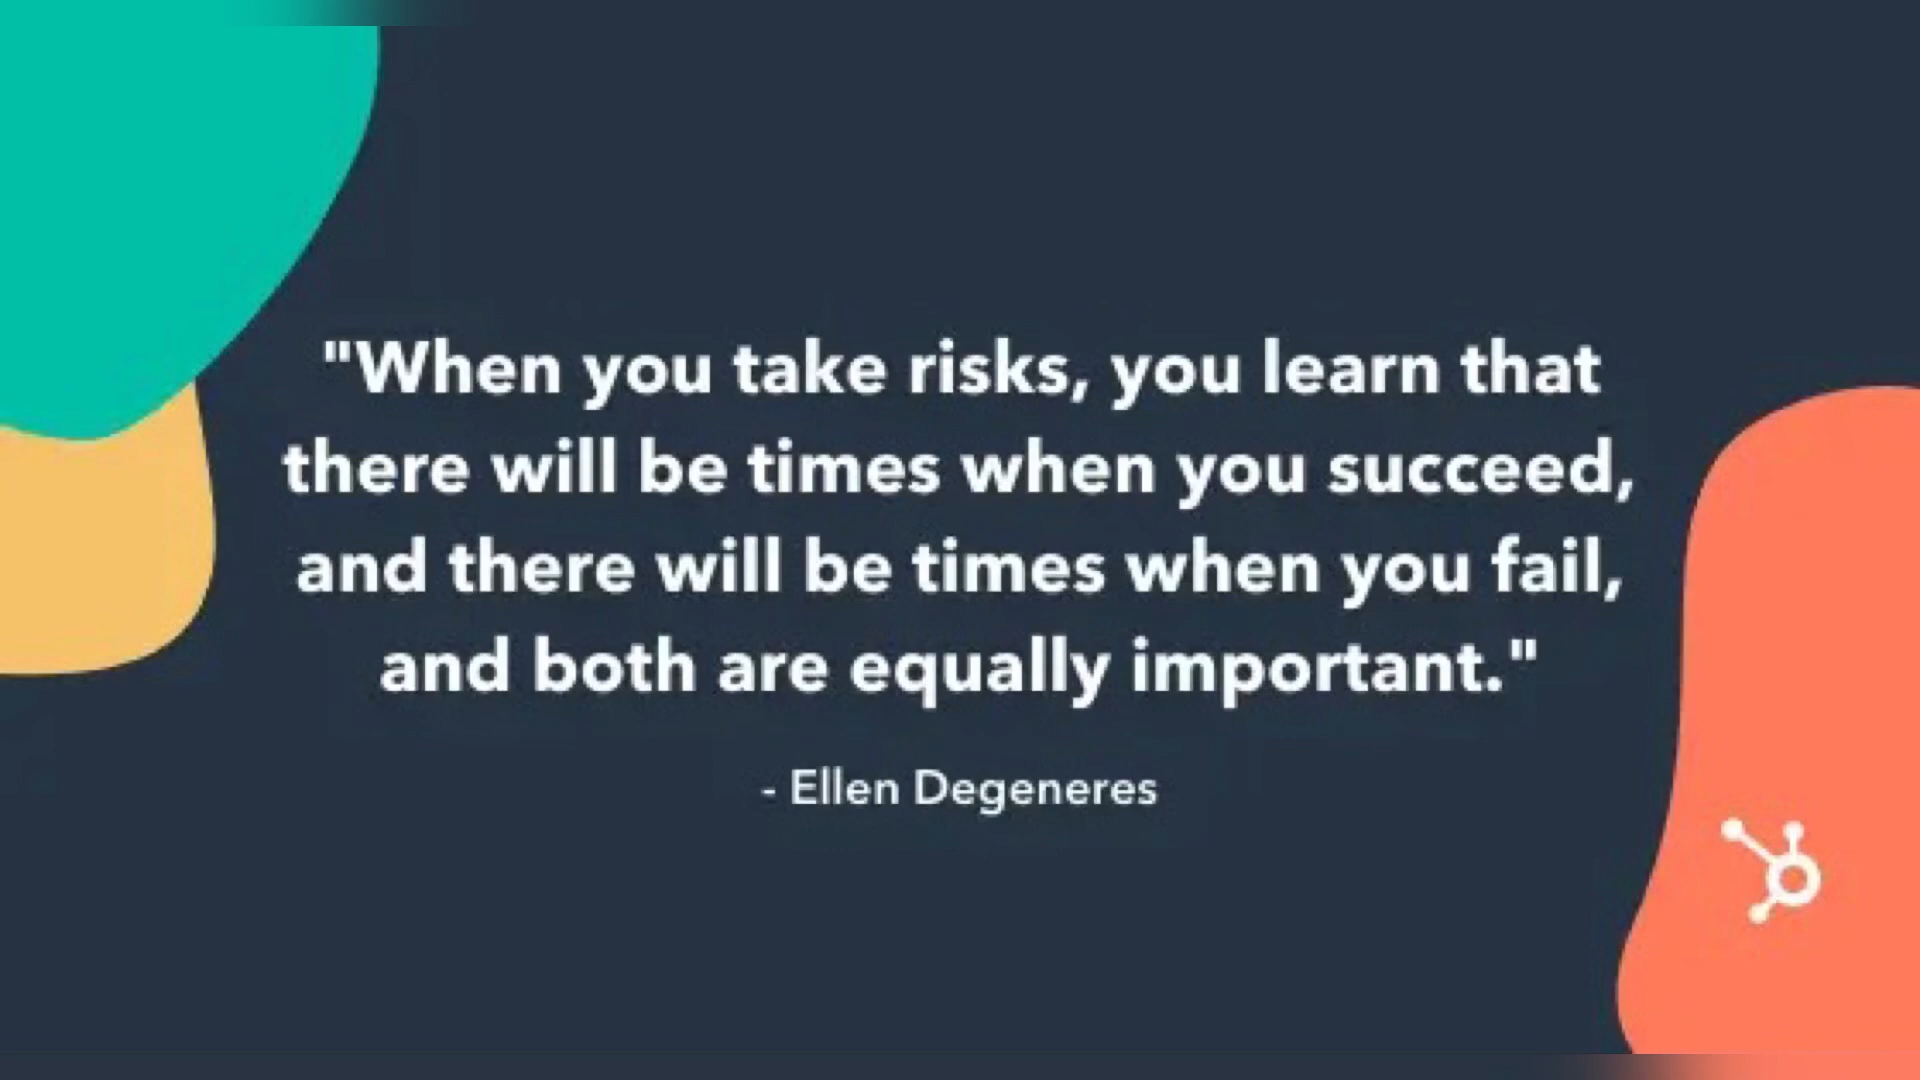 "When you take risks, you learn that
there will be times when you succeed,
and there will be times when you fail,
and both are equally important."
- Ellen Degeneres